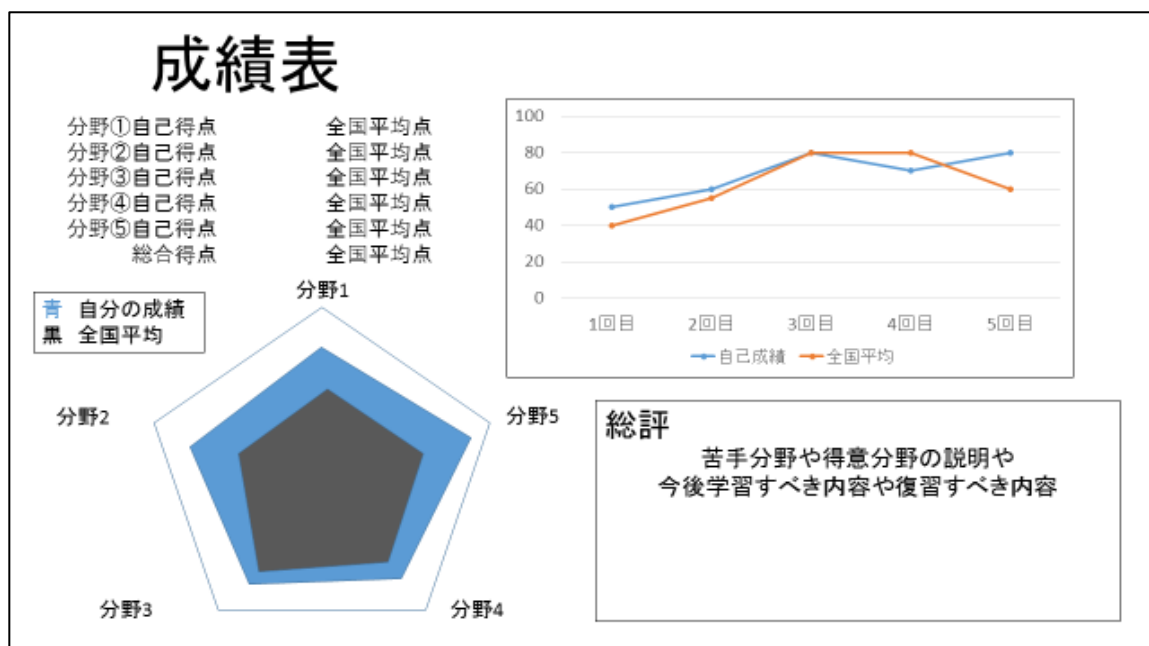 成績表
分野①自己得点 全国平均点
分野②自己得点 全国平均点
分野③自己得点 全国平均点
分野④自己得点 全国平均点
分野⑤自己得点 全国平均点
総合得点 全国平均点
青 自分の成績
黒 全国平均
分野1
分野2
分野5
分野3
分野4
100
80
60
40
20
0
1回目 2回目 3回目 4回目 5回目
自己成績 全国平均
総評
苦手分野や得意分野の説明や
今後学習すべき内容や復習すべき内容